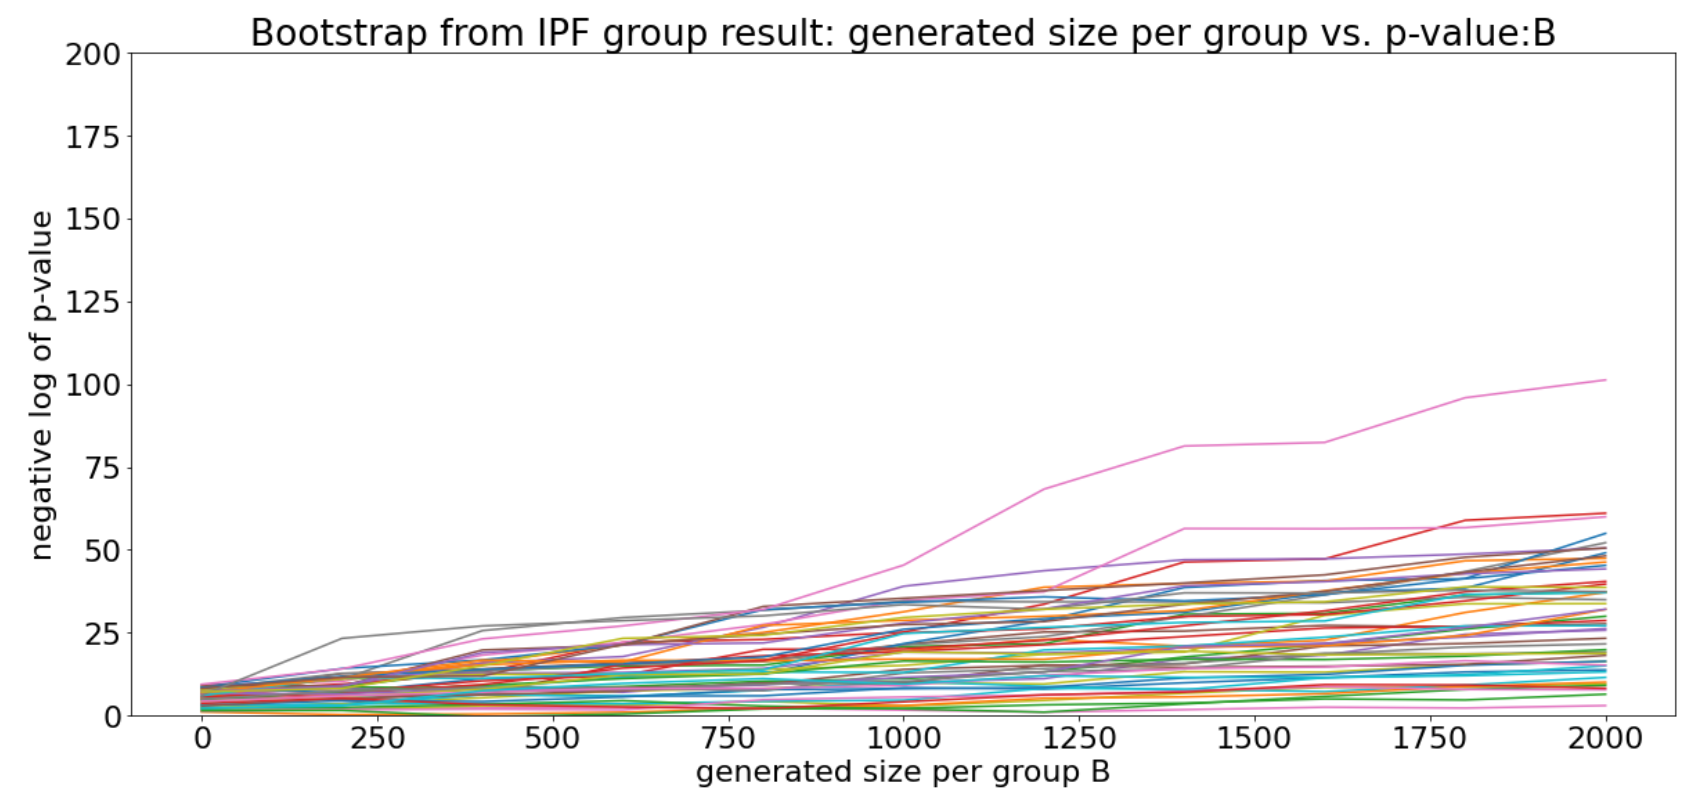 Bootstrap from IPF group result: generated size per group vs. p-value:B
200
175
150
125
100
75
50
25
0
negative log of p-value
0 250 500 750 1000 1250 1500 1750 2000
generated size per group B